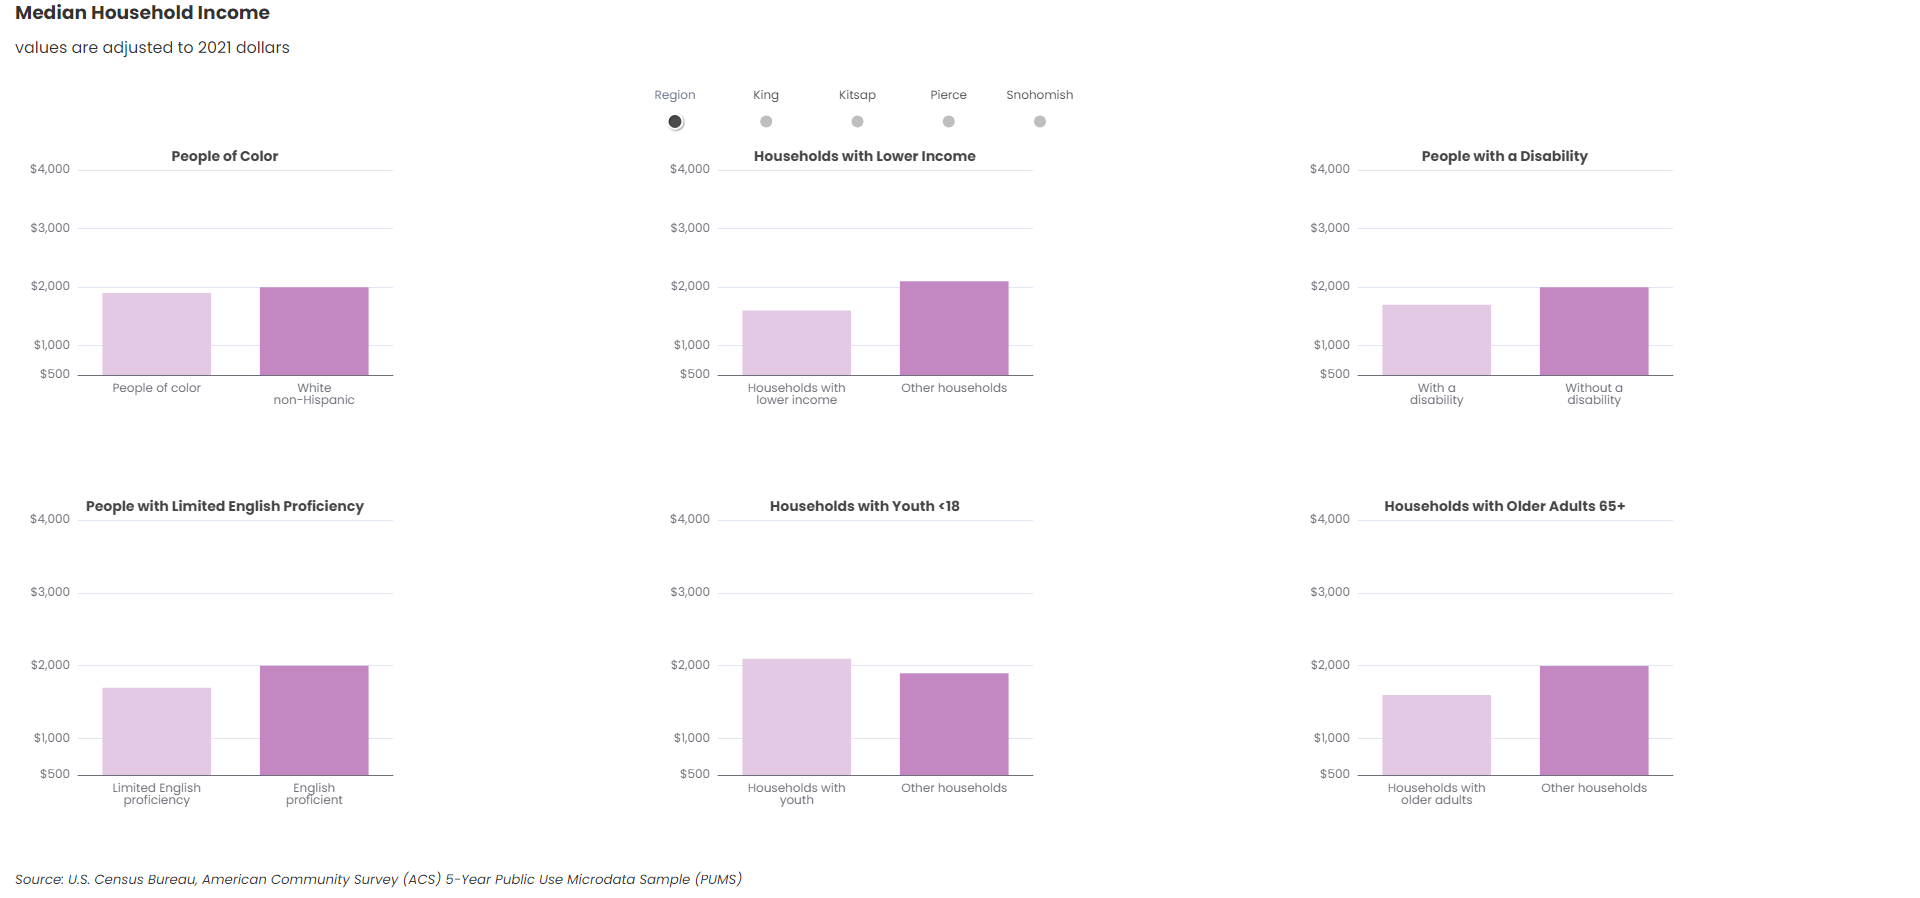 Median Household Income
values are adjusted to 2021 dollars
Region King Kitsap Pierce Snohomish
People of Color
$4,000
$3,000
$2,000
$1,000
$500
People of color
White
non-Hispanic
Households with Lower Income
$4,000
$3,000
$2,000
$1,000
$500
Households with
lower income
Other households
People with a Disability
$4,000
$3,000
$2,000
$1,000
$500
With a
disability
Without a
disability
People with Limited English Proficiency
$4,000
$3,000
$2,000
$1,000
$500
Limited English
proficiency
English
proficient
Households with Youth <18
$4,000
$3,000
$2,000
$1,000
$500
Households with
youth
Other households
Households with Older Adults 65+
$4,000
$3,000
$2,000
$1,000
$500
Households with
older adults
Other households
Source: U.S. Census Bureau, American Community Survey (ACS) 5-Year Public Use Microdata Sample (PUMS)